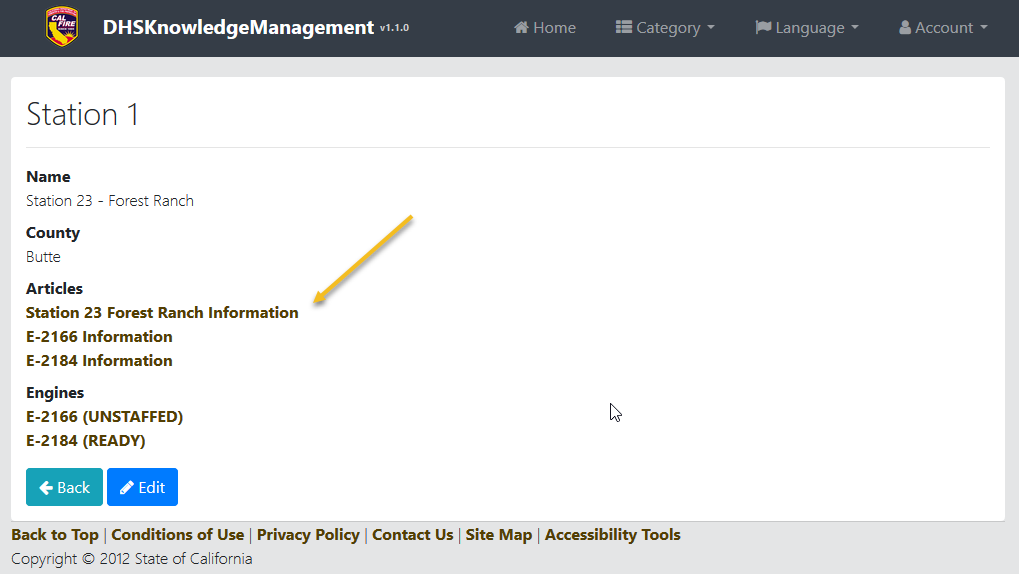 CAL FIRE
DHSKnowledgeManagement v1.1.0
Home
Category
Language
Account
Station 1
Name
Station 23 - Forest Ranch
County
Butte
Articles
Station 23 Forest Ranch Information
E-2166 Information
E-2184 Information
Engines
E-2166 (UNSTAFFED)
E-2184 (READY)
Back
Edit
Back to Top | Conditions of Use | Privacy Policy | Contact Us | Site Map | Accessibility Tools
Copyright © 2012 State of California